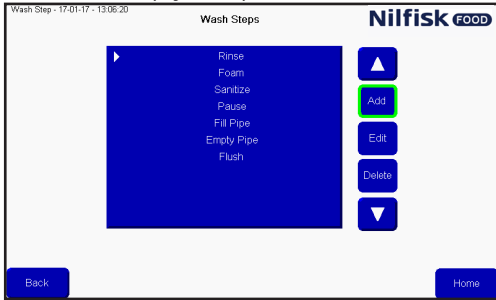 Wash Step - 17-01-17 - 13:06:20
Wash Steps
Nilfisk FOOD
Rinse
Foam
Sanitize
Pause
Fill Pipe
Empty Pipe
Flush
Add
Edit
Delete
Back
Home